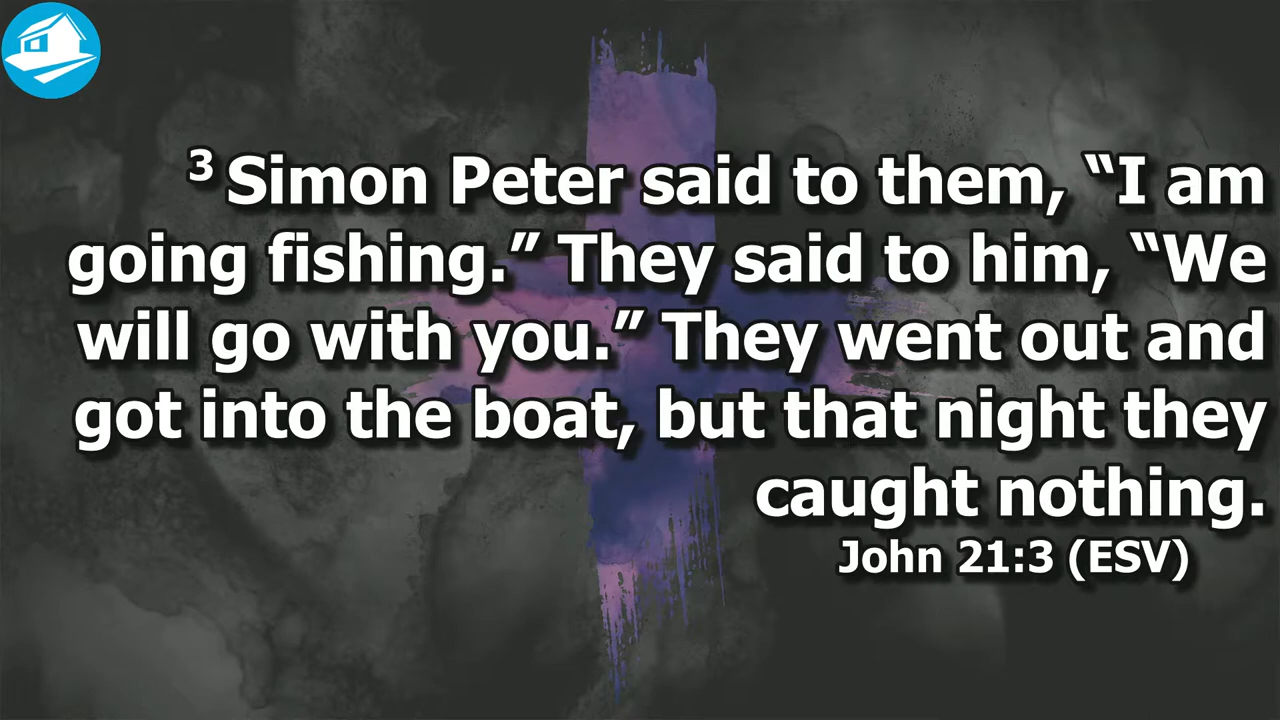 3 Simon Peter said to them, “I am
going fishing.” They said to him, “We
will go with you.” They went out and
got into the boat, but that night they
caught nothing.
John 21:3 (ESV)